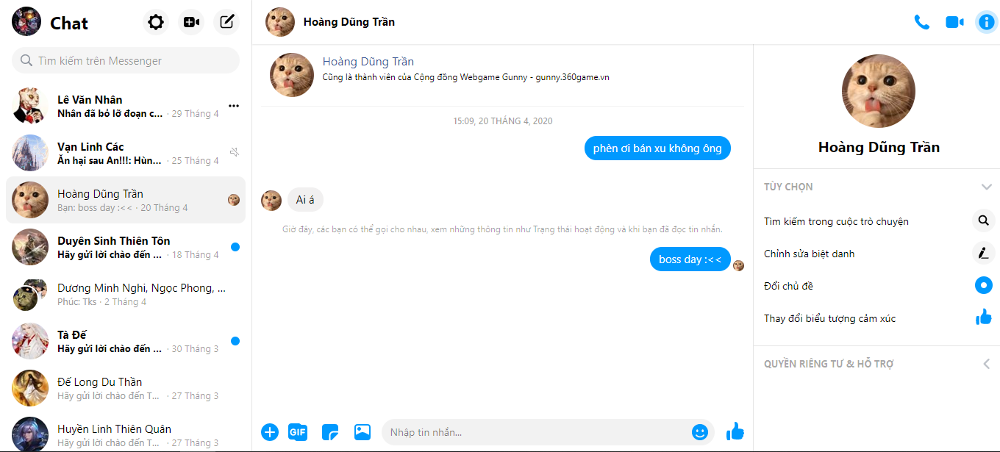 Chat
Tìm kiếm trên Messenger
Lê Văn Nhân
Nhân đã bỏ lỡ đoạn c... · 29 Tháng 4
Vạn Linh Các
Ăn hại sau An!!!: Hùn... · 25 Tháng 4
Hoàng Dũng Trần
Bạn: boss day :<< · 20 Tháng 4
Duyên Sinh Thiên Tôn
Hãy gửi lời chào đến ... · 18 Tháng 4
Dương Minh Nghi, Ngọc Phong, ...
Phúc: Tks · 2 Tháng 4
Tà Đế
Hãy gửi lời chào đến ... · 30 Tháng 3
Đế Long Du Thần
Hãy gửi lời chào đến T... · 27 Tháng 3
Huyền Linh Thiên Quân
Hãy gửi lời chào đến T... · 27 Tháng 3
Hoàng Dũng Trần
Hoàng Dũng Trần
Cũng là thành viên của Cộng đồng Webgame Gunny - gunny.360game.vn
15:09, 20 THÁNG 4, 2020
phèn ơi bán xu không ông
Ai á
Giờ đây, các bạn có thể gọi cho nhau, xem những thông tin như Trạng thái hoạt động và khi bạn đã đọc tin nhắn.
boss day :<<
GIF
Nhập tin nhắn...
Hoàng Dũng Trần
TÙY CHỌN
Tìm kiếm trong cuộc trò chuyện
Chỉnh sửa biệt danh
Đổi chủ đề
Thay đổi biểu tượng cảm xúc
QUYỀN RIÊNG TƯ & HỖ TRỢ